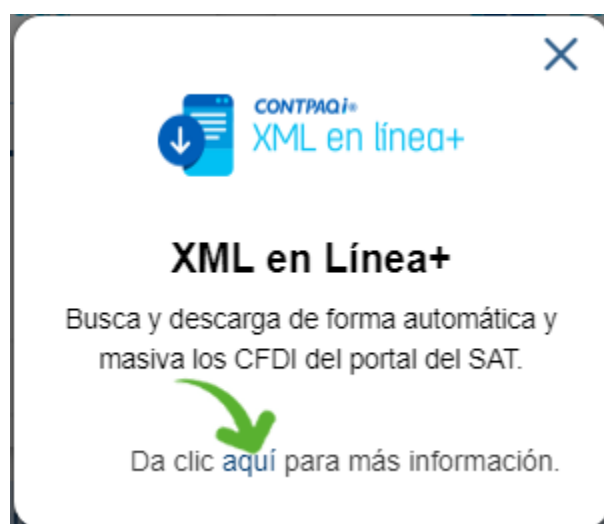 CONTPAQi®
XML en línea+
XML en Línea+
Busca y descarga de forma automática y
masiva los CFDI del portal del SAT.
Da clic aquí para más información.